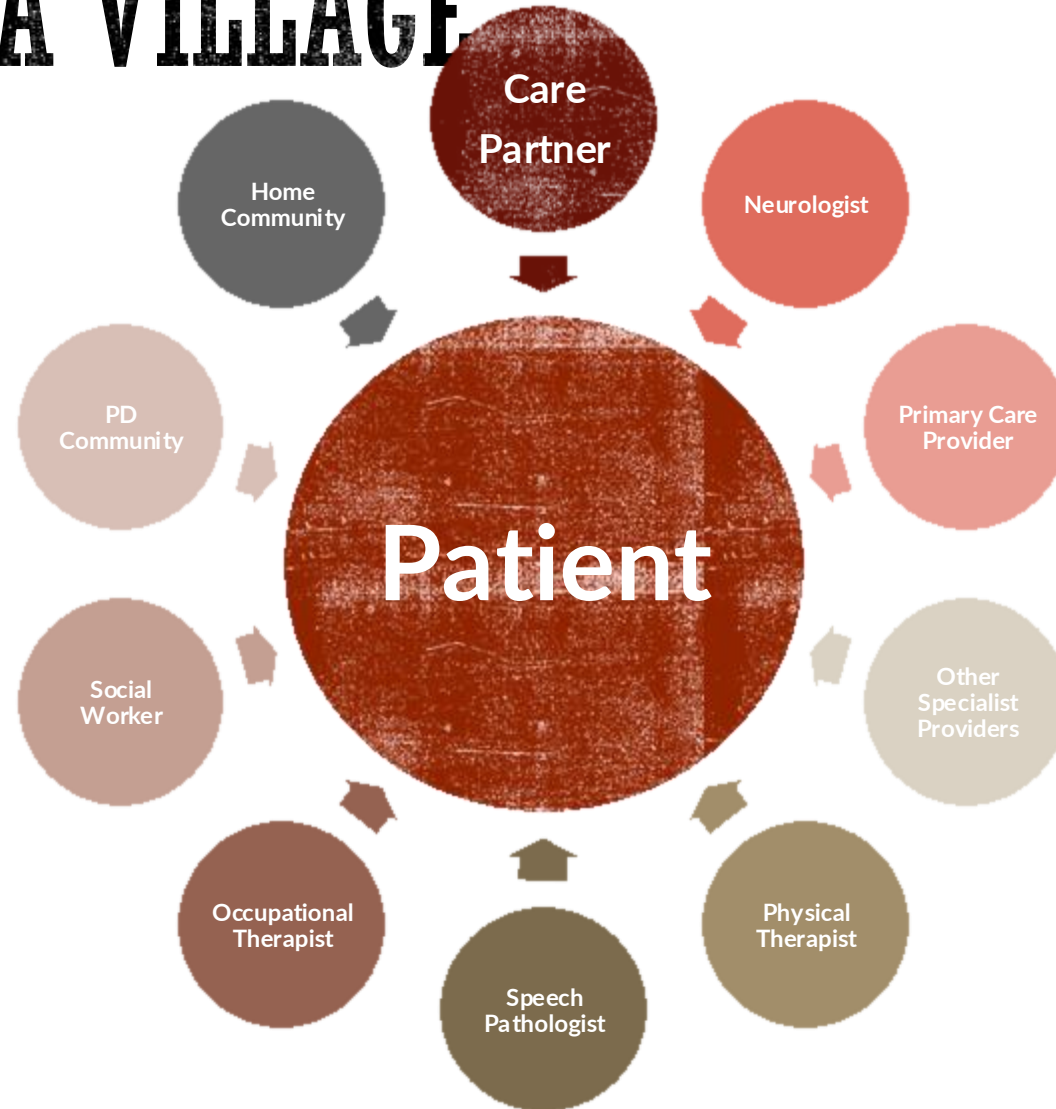 A VILLAGE
Care
Partner
Neurologist
Primary Care
Provider
Other
Specialist
Providers
Physical
Therapist
Speech
Pathologist
Occupational
Therapist
Social
Worker
PD
Community
Home
Community
Patient